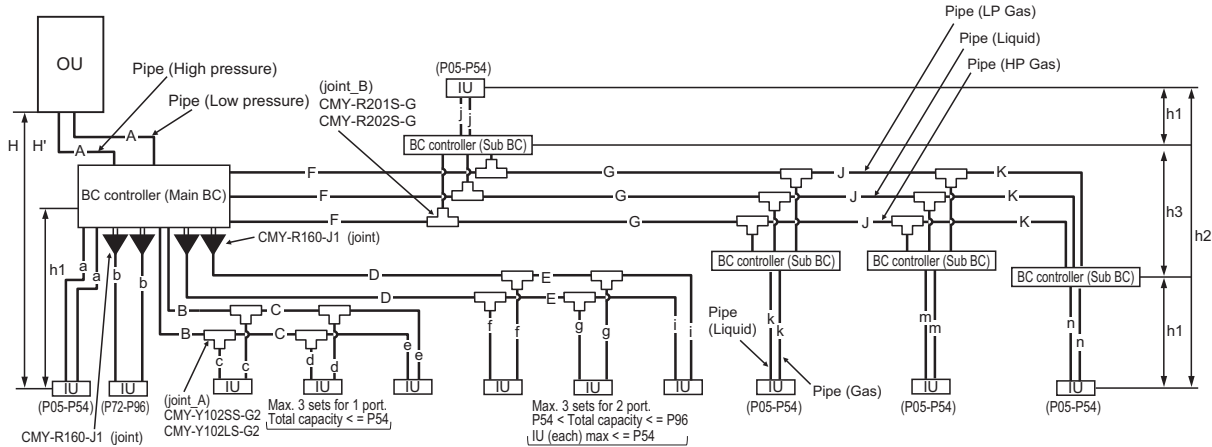 OU
H
H'
Pipe (High pressure)
Pipe (Low pressure)
A
A
BC controller (Main BC)
(joint_B)
CMY-R201S-G
CMY-R202S-G
(P05-P54)
IU
j
j
BC controller (Sub BC)
Pipe (LP Gas)
Pipe (Liquid)
Pipe (HP Gas)
h1
h3
h2
h1
F
G
J
K
F
G
J
K
F
G
J
K
BC controller (Sub BC)
BC controller (Sub BC)
BC controller (Sub BC)
CMY-R160-J1 (joint)
h1
a
a
b
b
D
E
D
E
B
C
B
C
c
c
d
d
e
e
f
f
g
g
i
i
Pipe
(Liquid)
k
k
m
m
n
n
Pipe (Gas)
IU
IU
IU
IU
IU
IU
IU
IU
IU
IU
IU
(P05-P54)
(P72-P96)
(joint_A)
CMY-Y102SS-G2
CMY-Y102LS-G2
Max. 3 sets for 1 port.
Total capacity < = P54
Max. 3 sets for 2 port.
P54 < Total capacity <= P96
IU (each) max <= P54
(P05-P54)
(P05-P54)
(P05-P54)
CMY-R160-J1 (joint)